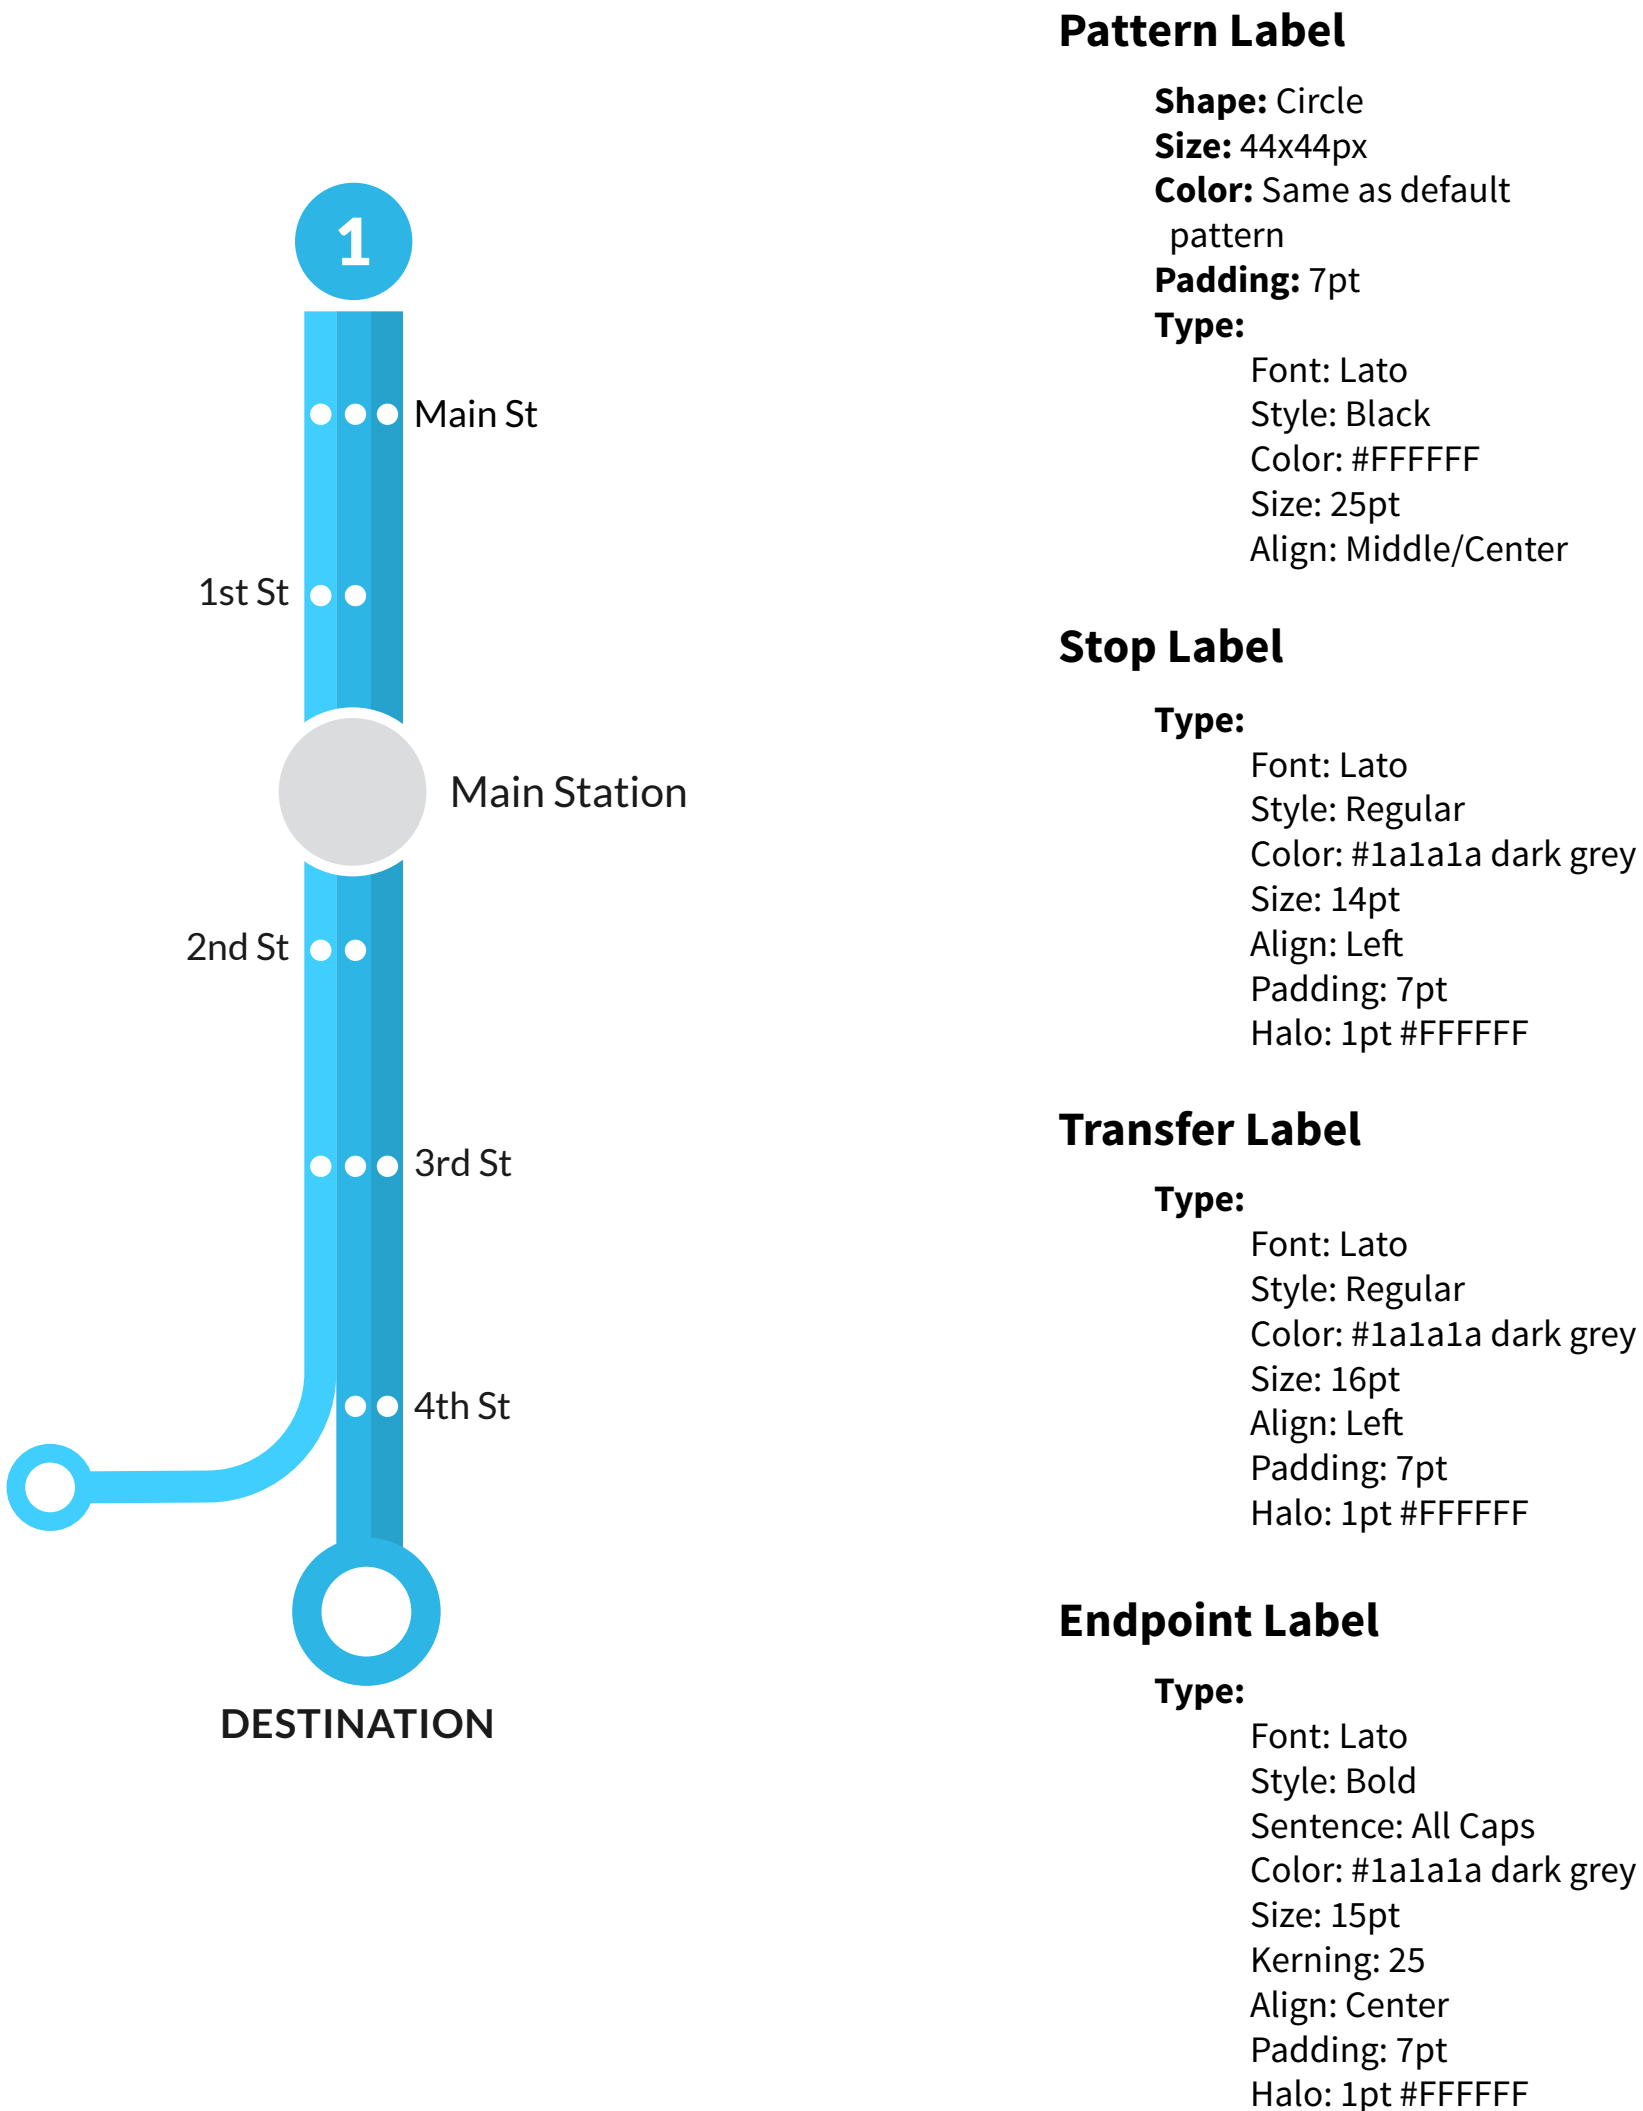 1
Main St
1st St
Main Station
2nd St
3rd St
4th St
DESTINATION
Pattern Label
Shape: Circle
Size: 44x44px
Color: Same as default
pattern
Padding: 7pt
Type:
Font: Lato
Style: Black
Color: #FFFFFF
Size: 25pt
Align: Middle/Center
Stop Label
Type:
Font: Lato
Style: Regular
Color: #1a1a1a dark grey
Size: 14pt
Align: Left
Padding: 7pt
Halo: 1pt #FFFFFF
Transfer Label
Type:
Font: Lato
Style: Regular
Color: #1a1a1a dark grey
Size: 16pt
Align: Left
Padding: 7pt
Halo: 1pt #FFFFFF
Endpoint Label
Type:
Font: Lato
Style: Bold
Sentence: All Caps
Color: #1a1a1a dark grey
Size: 15pt
Kerning: 25
Align: Center
Padding: 7pt
Halo: 1pt #FFFFFF